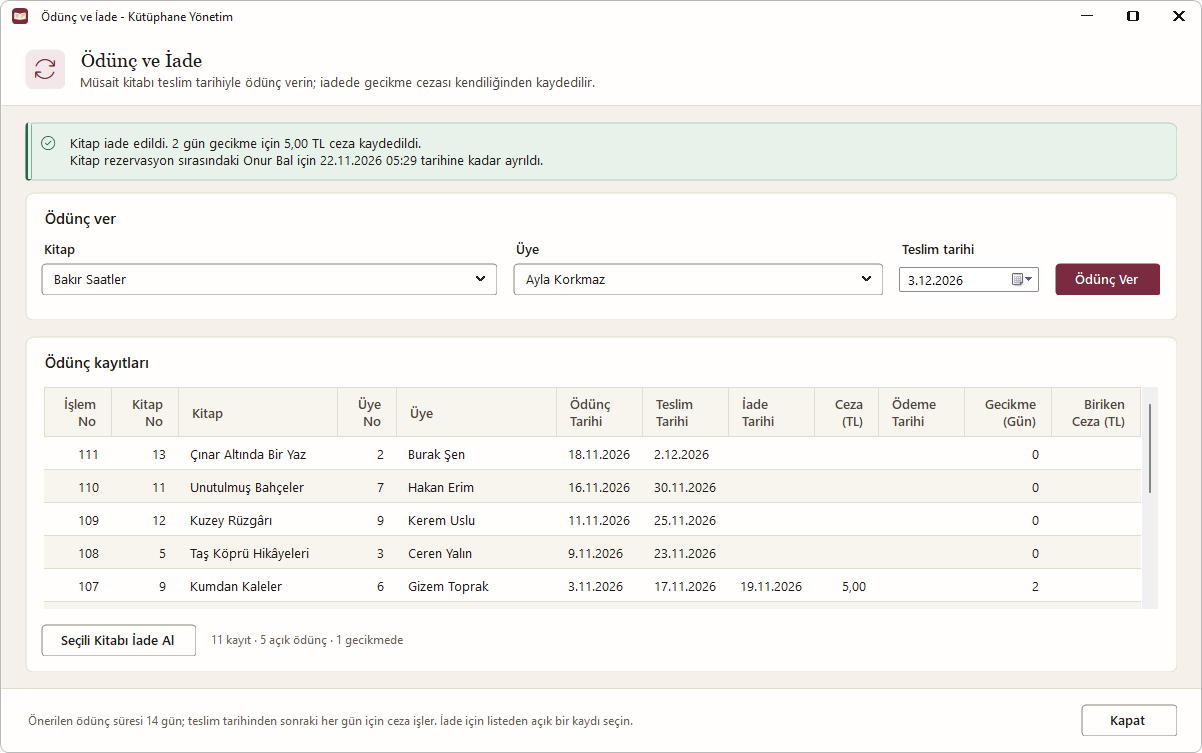 Ödünç ve İade - Kütüphane Yönetim
Ödünç ve İade
Müsait kitabı teslim tarihiyle ödünç verin; iadede gecikme cezası kendiliğinden kaydedilir.
Kitap iade edildi. 2 gün gecikme için 5,00 TL ceza kaydedildi.
Kitap rezervasyon sırasındaki Onur Bal için 22.11.2026 05:29 tarihine kadar ayrıldı.
Ödünç ver
Kitap Üye Teslim tarihi
Bakır Saatler Ayla Korkmaz 3.12.2026 Ödünç Ver
Ödünç kayıtları
İşlem No Kitap No Kitap Üye No Üye Ödünç Tarihi Teslim Tarihi İade Tarihi Ceza (TL) Ödeme Tarihi Gecikme (Gün) Biriken Ceza (TL)
111 13 Çınar Altında Bir Yaz 2 Burak Şen 18.11.2026 2.12.2026 0
110 11 Unutulmuş Bahçeler 7 Hakan Erim 16.11.2026 30.11.2026 0
109 12 Kuzey Rüzgârı 9 Kerem Uslu 11.11.2026 25.11.2026 0
108 5 Taş Köprü Hikâyeleri 3 Ceren Yalın 9.11.2026 23.11.2026 0
107 9 Kumdan Kaleler 6 Gizem Toprak 3.11.2026 17.11.2026 19.11.2026 5,00 2
Seçili Kitabı İade Al 11 kayıt · 5 açık ödünç · 1 gecikmede
Önerilen ödünç süresi 14 gün; teslim tarihinden sonraki her gün için ceza işler. İade için listeden açık bir kaydı seçin.
Kapat